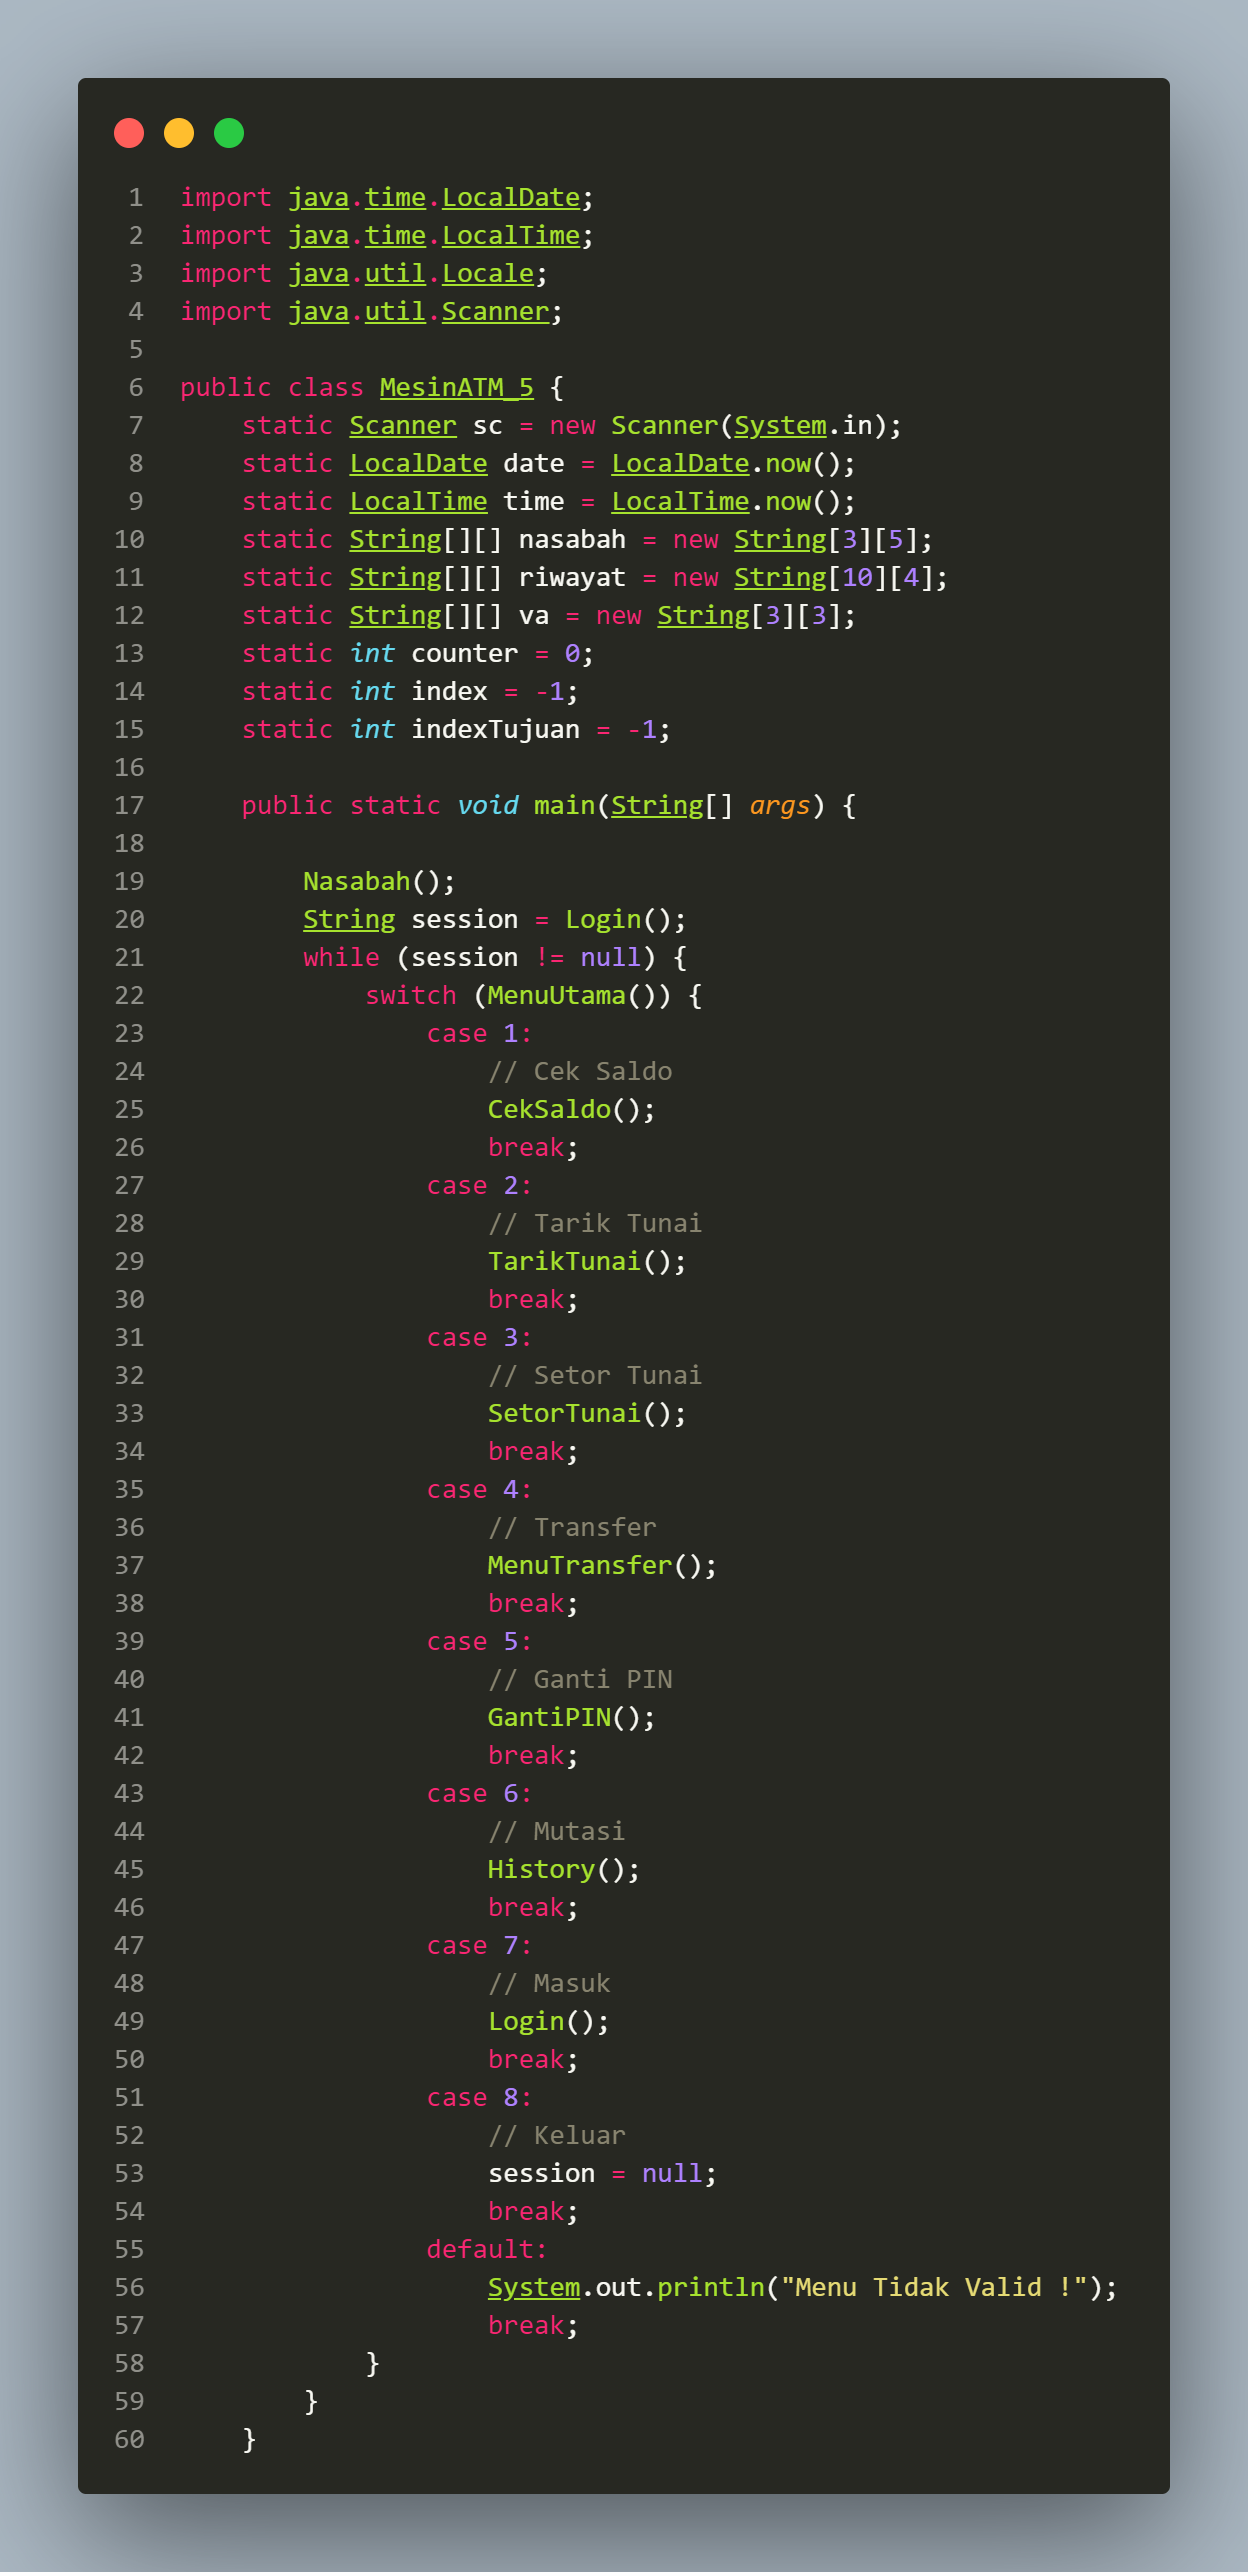 1 import java.time.LocalDate;
2 import java.time.LocalTime;
3 import java.util.Locale;
4 import java.util.Scanner;
5
6 public class MesinATM_5 {
7     static Scanner sc = new Scanner(System.in);
8     static LocalDate date = LocalDate.now();
9     static LocalTime time = LocalTime.now();
10     static String[][] nasabah = new String[3][5];
11     static String[][] riwayat = new String[10][4];
12     static String[][] va = new String[3][3];
13     static int counter = 0;
14     static int index = -1;
15     static int indexTujuan = -1;
16
17     public static void main(String[] args) {
18
19         Nasabah();
20         String session = Login();
21         while (session != null) {
22             switch (MenuUtama()) {
23                 case 1:
24                     // Cek Saldo
25                     CekSaldo();
26                     break;
27                 case 2:
28                     // Tarik Tunai
29                     TarikTunai();
30                     break;
31                 case 3:
32                     // Setor Tunai
33                     SetorTunai();
34                     break;
35                 case 4:
36                     // Transfer
37                     MenuTransfer();
38                     break;
39                 case 5:
40                     // Ganti PIN
41                     GantiPIN();
42                     break;
43                 case 6:
44                     // Mutasi
45                     History();
46                     break;
47                 case 7:
48                     // Masuk
49                     Login();
50                     break;
51                 case 8:
52                     // Keluar
53                     session = null;
54                     break;
55                 default:
56                     System.out.println("Menu Tidak Valid !");
57                     break;
58             }
59         }
60     }